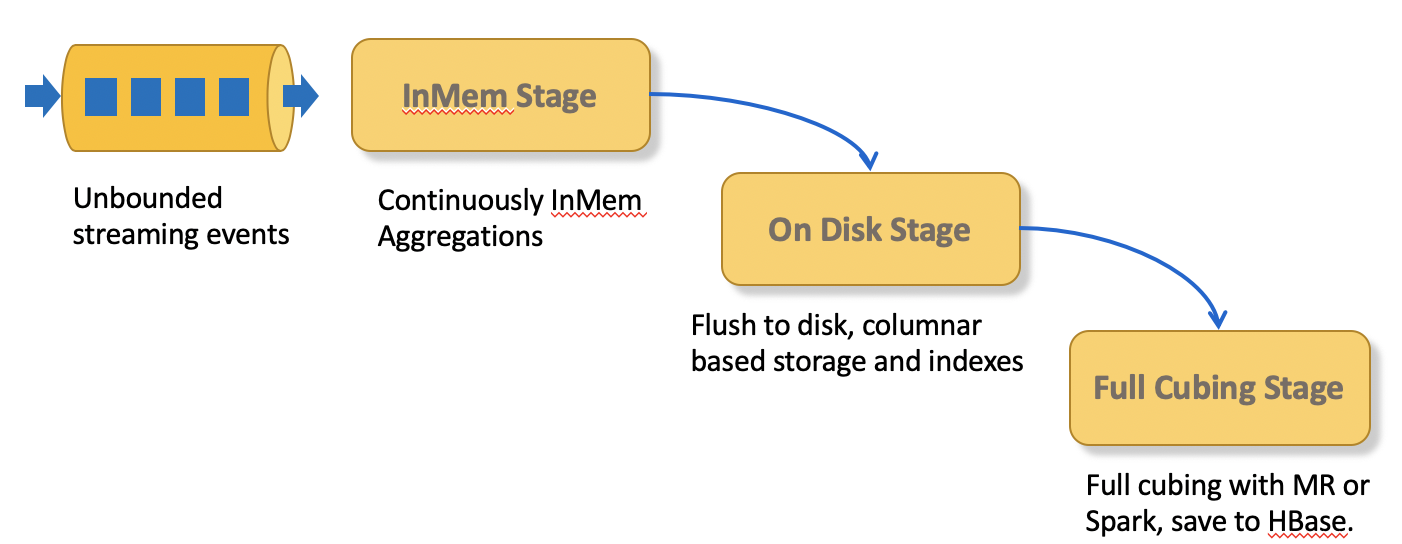 InMem Stage
Unbounded
streaming events
Continuously InMem
Aggregations
On Disk Stage
Flush to disk, columnar
based storage and indexes
Full Cubing Stage
Full cubing with MR or
Spark, save to HBase.